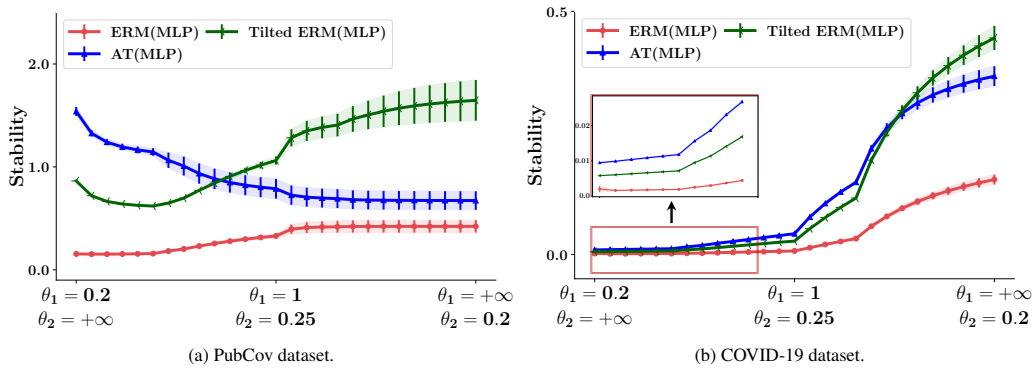 ERM(MLP)
Tilted ERM(MLP)
AT(MLP)
2.0
1.0
0.0
Stability
θ₁ = 0.2
θ₂ = +∞
θ₁ = 1
θ₂ = 0.25
θ₁ = +∞
θ₂ = 0.2
(a) PubCov dataset.
0.5
ERM(MLP)
Tilted ERM(MLP)
AT(MLP)
0.02
0.01
0.0
0.0
Stability
θ₁ = 0.2
θ₂ = +∞
θ₁ = 1
θ₂ = 0.25
θ₁ = +∞
θ₂ = 0.2
(b) COVID-19 dataset.